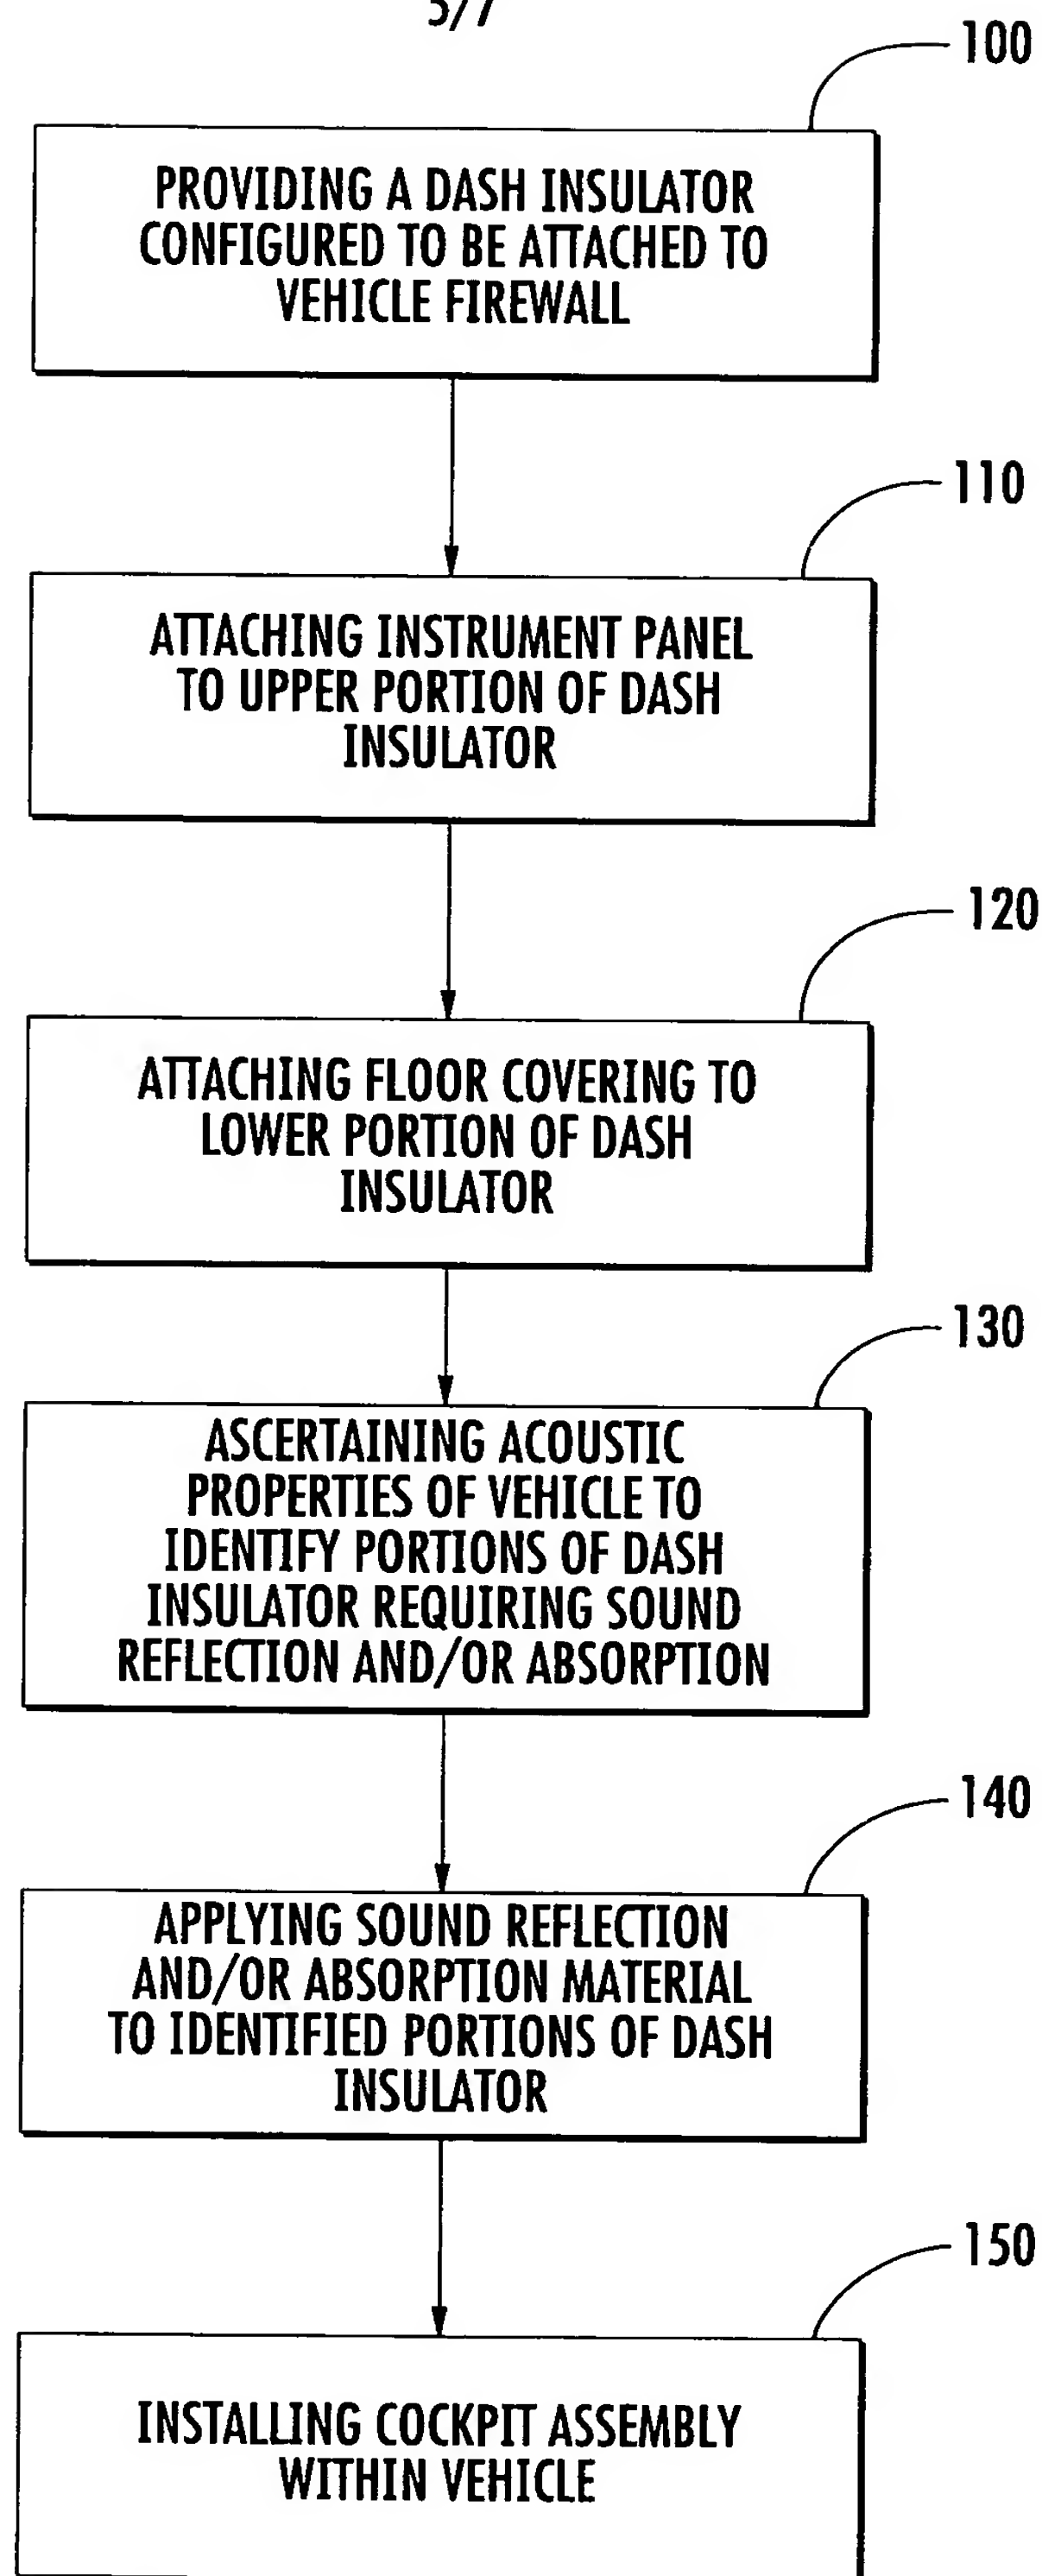 5/7
100
PROVIDING A DASH INSULATOR
CONFIGURED TO BE ATTACHED TO
VEHICLE FIREWALL
110
ATTACHING INSTRUMENT PANEL
TO UPPER PORTION OF DASH
INSULATOR
120
ATTACHING FLOOR COVERING TO
LOWER PORTION OF DASH
INSULATOR
130
ASCERTAINING ACOUSTIC
PROPERTIES OF VEHICLE TO
IDENTIFY PORTIONS OF DASH
INSULATOR REQUIRING SOUND
REFLECTION AND/OR ABSORPTION
140
APPLYING SOUND REFLECTION
AND/OR ABSORPTION MATERIAL
TO IDENTIFIED PORTIONS OF DASH
INSULATOR
150
INSTALLING COCKPIT ASSEMBLY
WITHIN VEHICLE